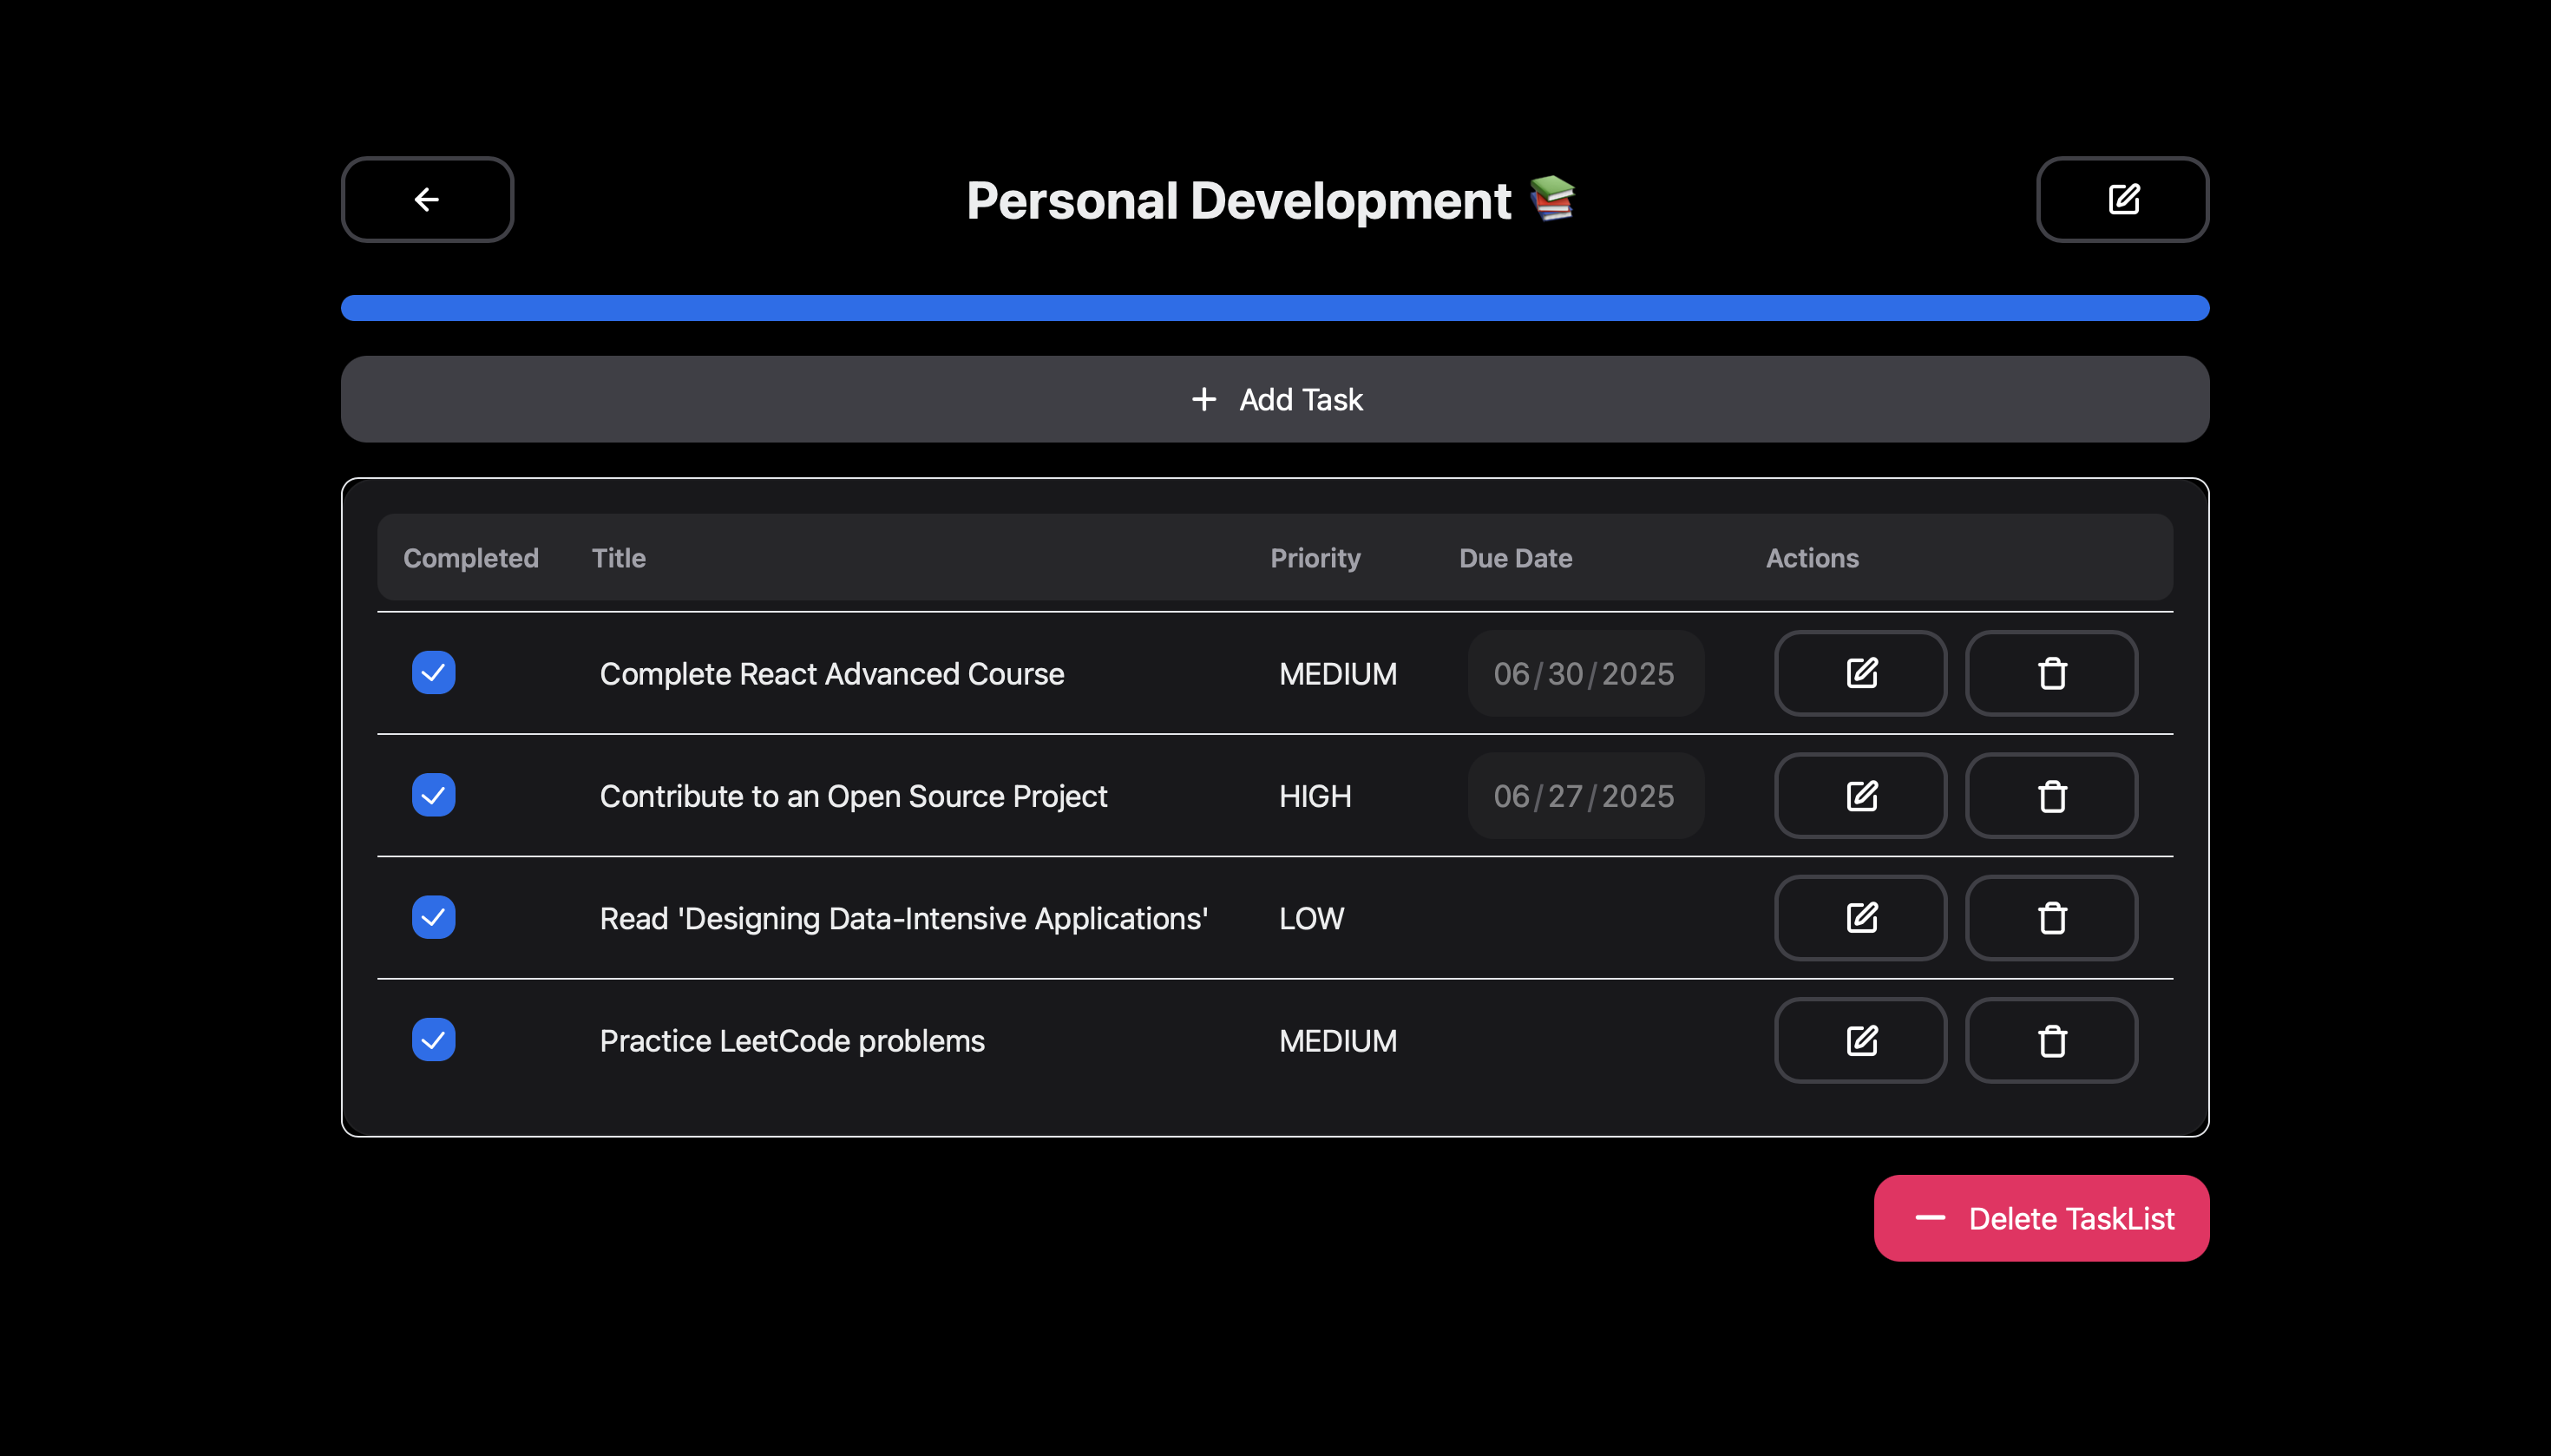 Personal Development 📚
Add Task
Completed Title Priority Due Date Actions
Complete React Advanced Course MEDIUM 06/30/2025
Contribute to an Open Source Project HIGH 06/27/2025
Read 'Designing Data-Intensive Applications' LOW
Practice LeetCode problems MEDIUM
Delete TaskList